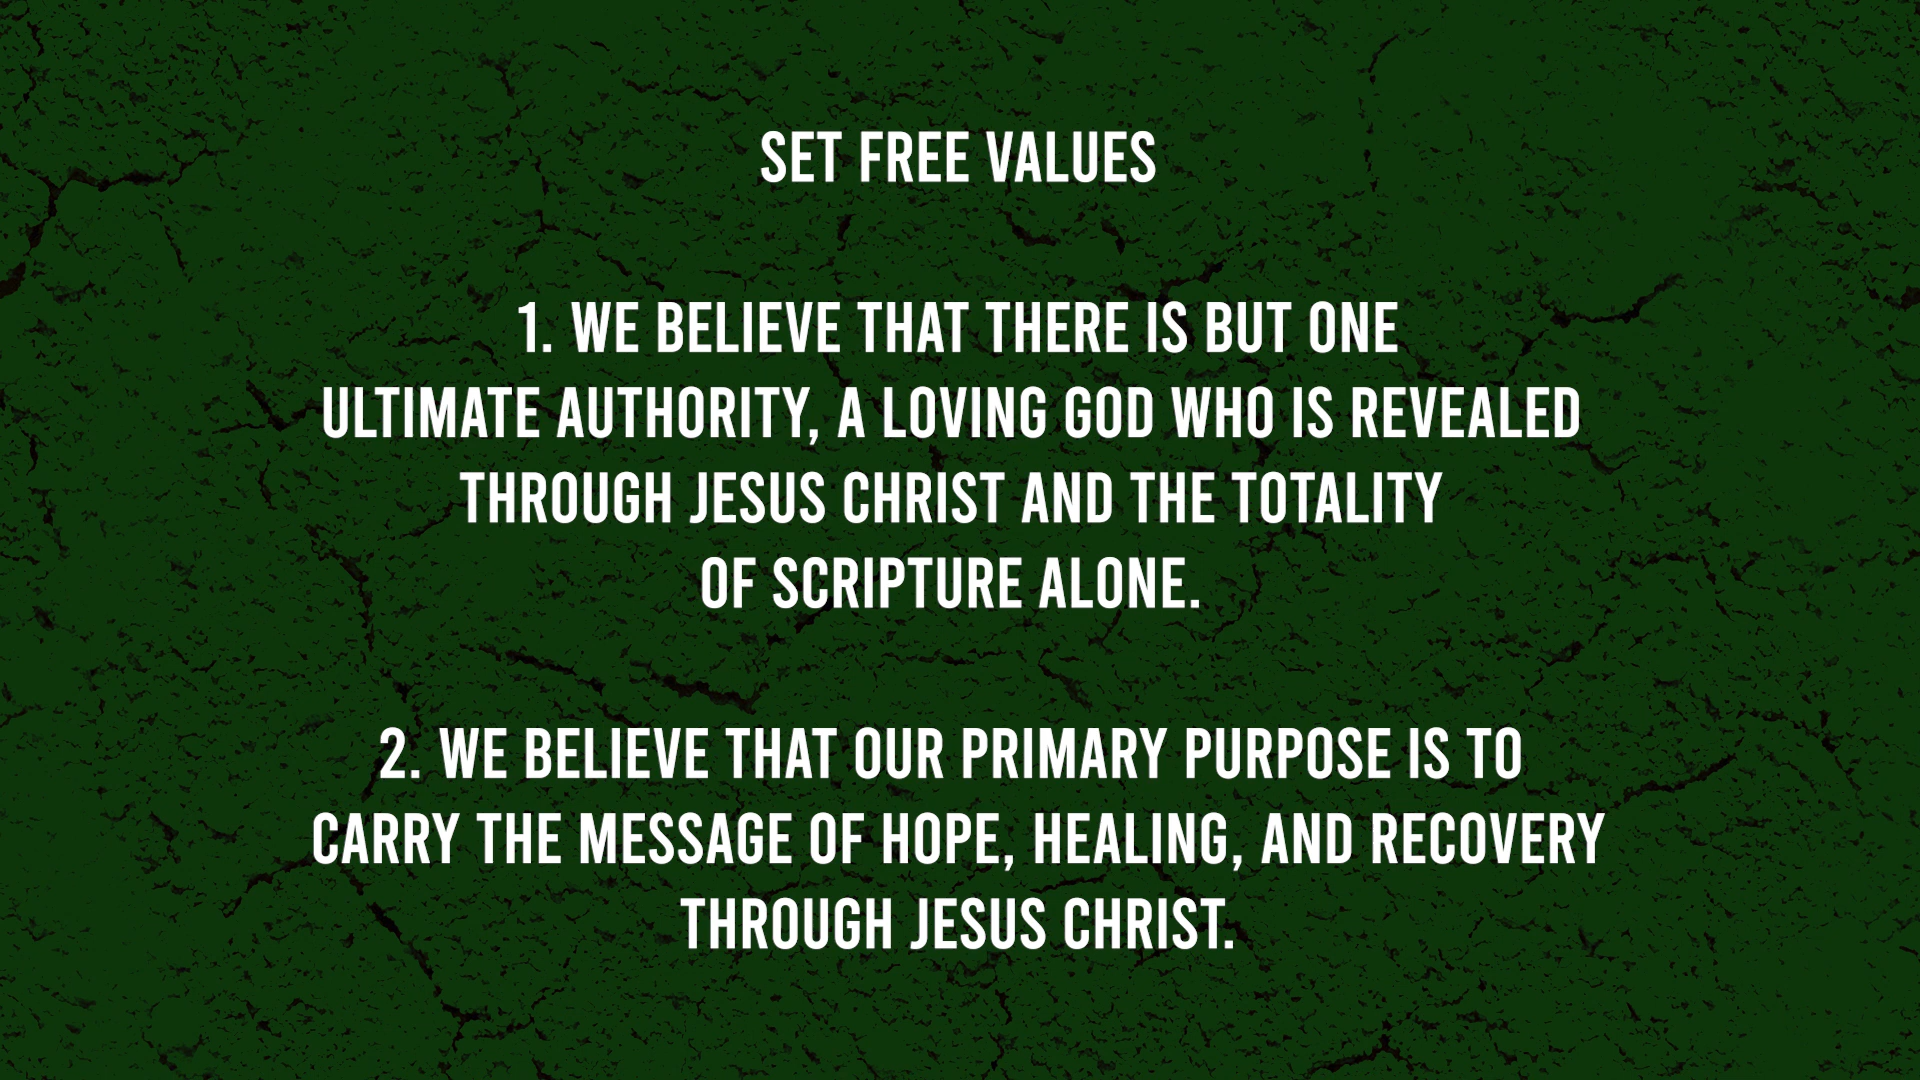 SET FREE VALUES
1. WE BELIEVE THAT THERE IS BUT ONE
ULTIMATE AUTHORITY, A LOVING GOD WHO IS REVEALED
THROUGH JESUS CHRIST AND THE TOTALITY
OF SCRIPTURE ALONE.
2. WE BELIEVE THAT OUR PRIMARY PURPOSE IS TO
CARRY THE MESSAGE OF HOPE, HEALING, AND RECOVERY
THROUGH JESUS CHRIST.